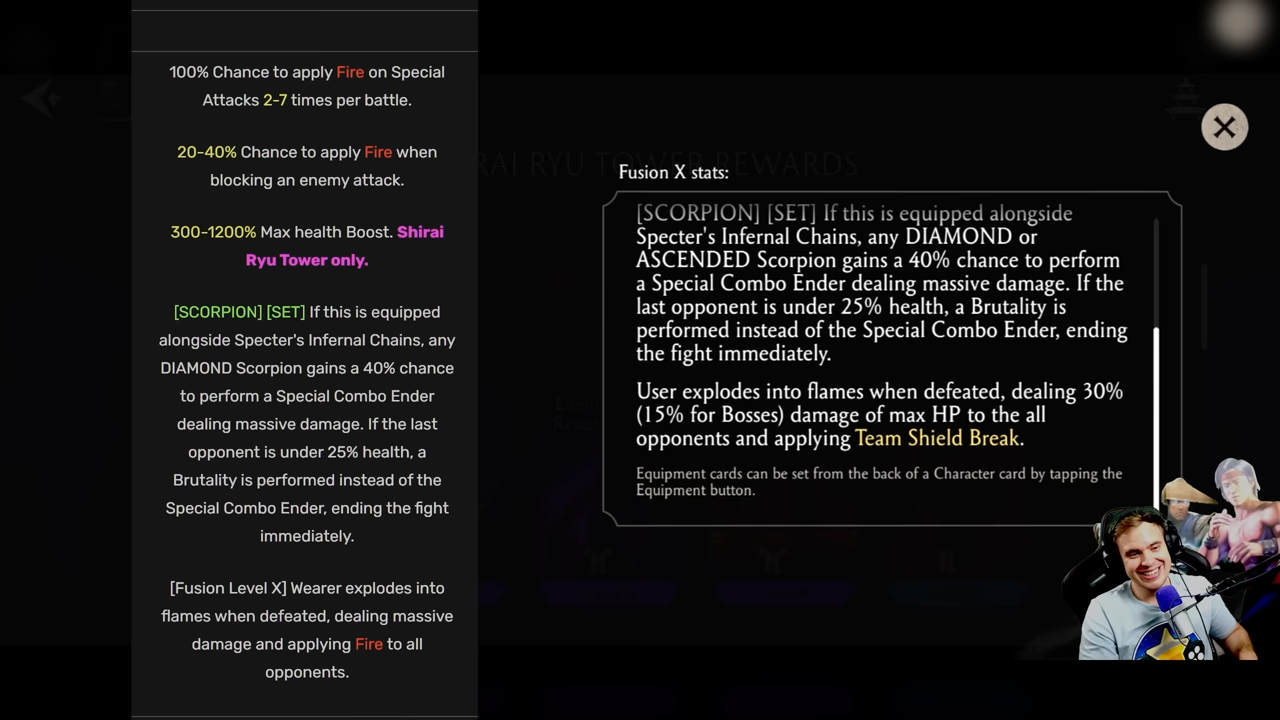 100% Chance to apply Fire on Special
Attacks 2-7 times per battle.
20-40% Chance to apply Fire when
blocking an enemy attack.
300-1200% Max health Boost. Shirai
Ryu Tower only.
[SCORPION] [SET] If this is equipped
alongside Specter's Infernal Chains, any
DIAMOND Scorpion gains a 40% chance
to perform a Special Combo Ender
dealing massive damage. If the last
opponent is under 25% health, a
Brutality is performed instead of the
Special Combo Ender, ending the fight
immediately.
[Fusion Level X] Wearer explodes into
flames when defeated, dealing massive
damage and applying Fire to all
opponents.
RAI RYU TOWER REWARDS
Fusion X stats:
[SCORPION] [SET] If this is equipped alongside
Specter's Infernal Chains, any DIAMOND or
ASCENDED Scorpion gains a 40% chance to perform
a Special Combo Ender dealing massive damage. If the
last opponent is under 25% health, a Brutality is
performed instead of the Special Combo Ender, ending
the fight immediately.
User explodes into flames when defeated, dealing 30%
(15% for Bosses) damage of max HP to the all
opponents and applying Team Shield Break.
Equipment cards can be set from the back of a Character card by tapping the
Equipment button.